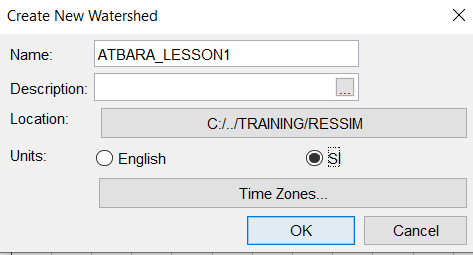 Create New Watershed
Name: ATBARA_LESSON1
Description: ...
Location: C:/../TRAINING/RESSIM
Units: English SI
Time Zones...
OK Cancel